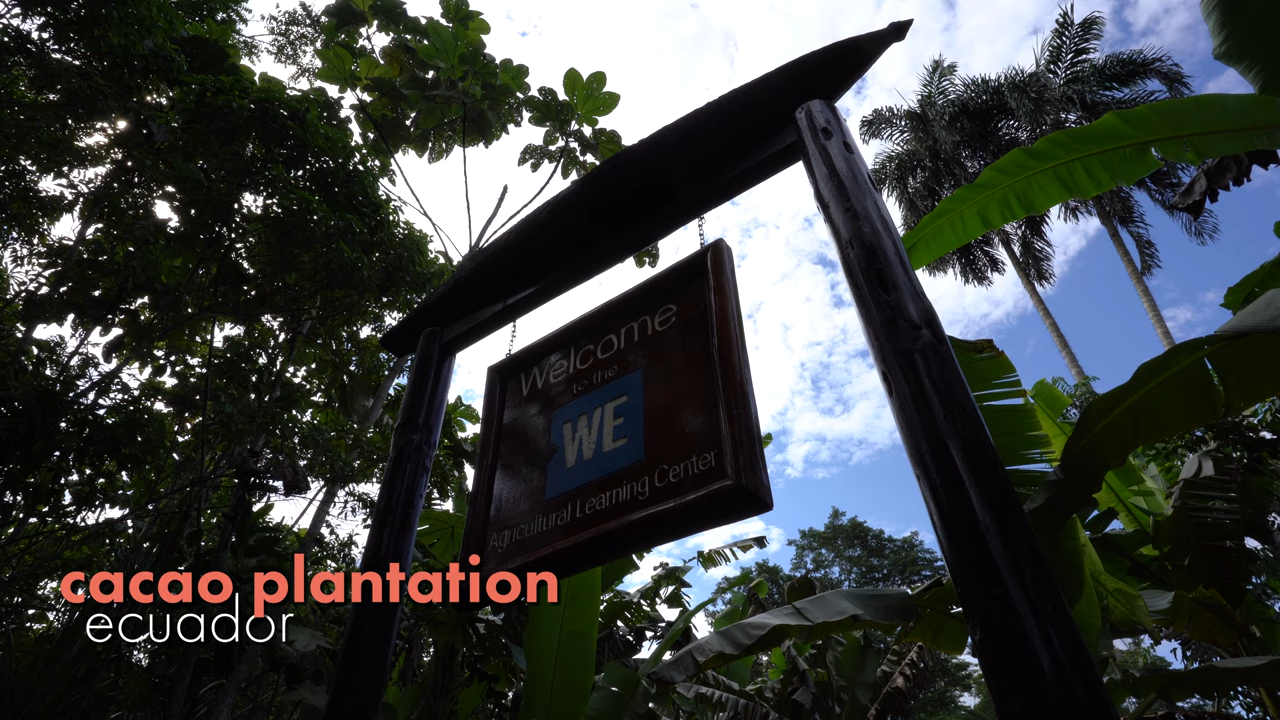 Welcome
to the
WE
Agricultural Learning Center
cacao plantation
ecuador